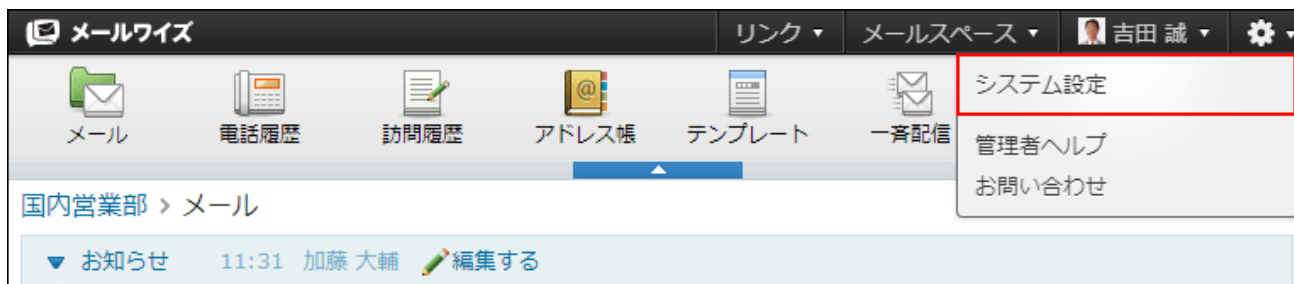 メールワイズ リンク ▼ メールスペース ▼ 吉田 誠 ▼
メール 電話履歴 訪問履歴 アドレス帳 テンプレート 一斉配信
システム設定
管理者ヘルプ
お問い合わせ
国内営業部 > メール
▼ お知らせ 11:31 加藤 大輔 編集する